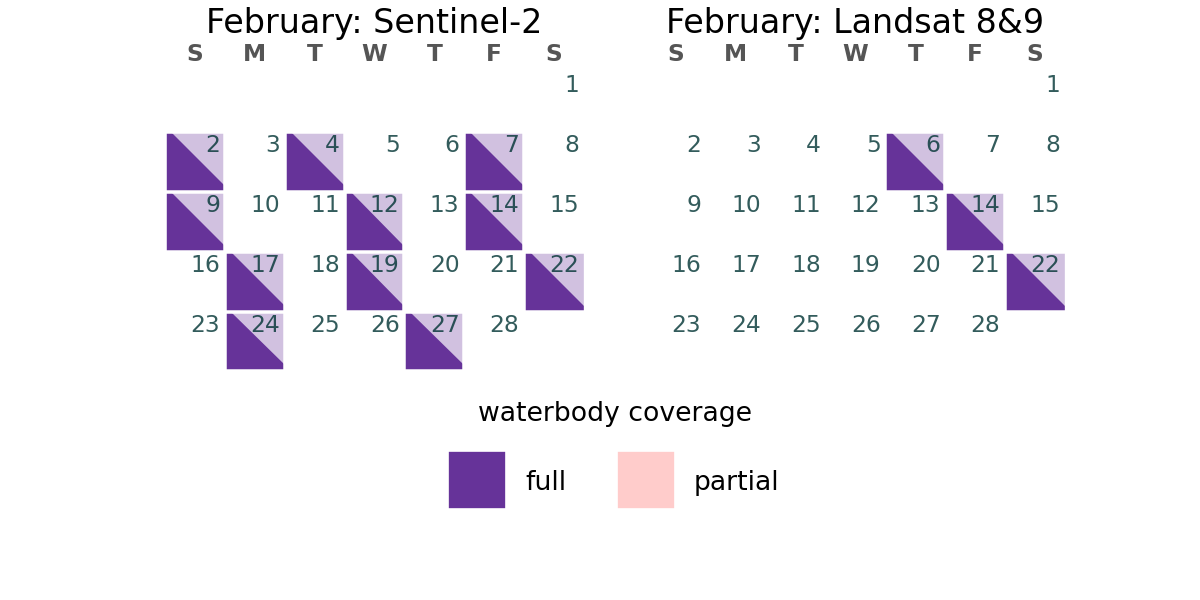 February: Sentinel-2
S M T W T F S
1
2 3 4 5 6 7 8
9 10 11 12 13 14 15
16 17 18 19 20 21 22
23 24 25 26 27 28
February: Landsat 8&9
S M T W T F S
1
2 3 4 5 6 7 8
9 10 11 12 13 14 15
16 17 18 19 20 21 22
23 24 25 26 27 28
waterbody coverage
full partial